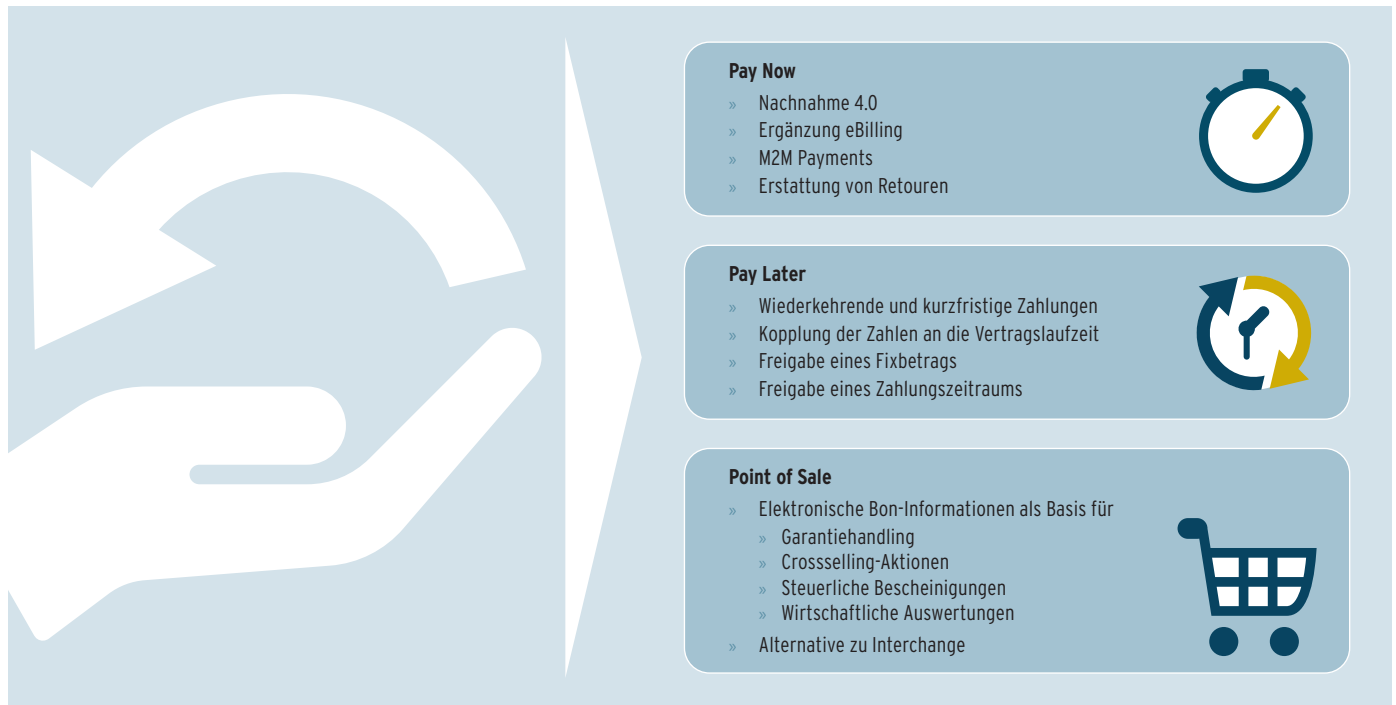 Pay Now
» Nachnahme 4.0
» Ergänzung eBilling
» M2M Payments
» Erstattung von Retouren
Pay Later
» Wiederkehrende und kurzfristige Zahlungen
» Kopplung der Zahlen an die Vertragslaufzeit
» Freigabe eines Fixbetrags
» Freigabe eines Zahlungszeitraums
Point of Sale
» Elektronische Bon-Informationen als Basis für
» Garantiehandling
» Crossselling-Aktionen
» Steuerliche Bescheinigungen
» Wirtschaftliche Auswertungen
» Alternative zu Interchange